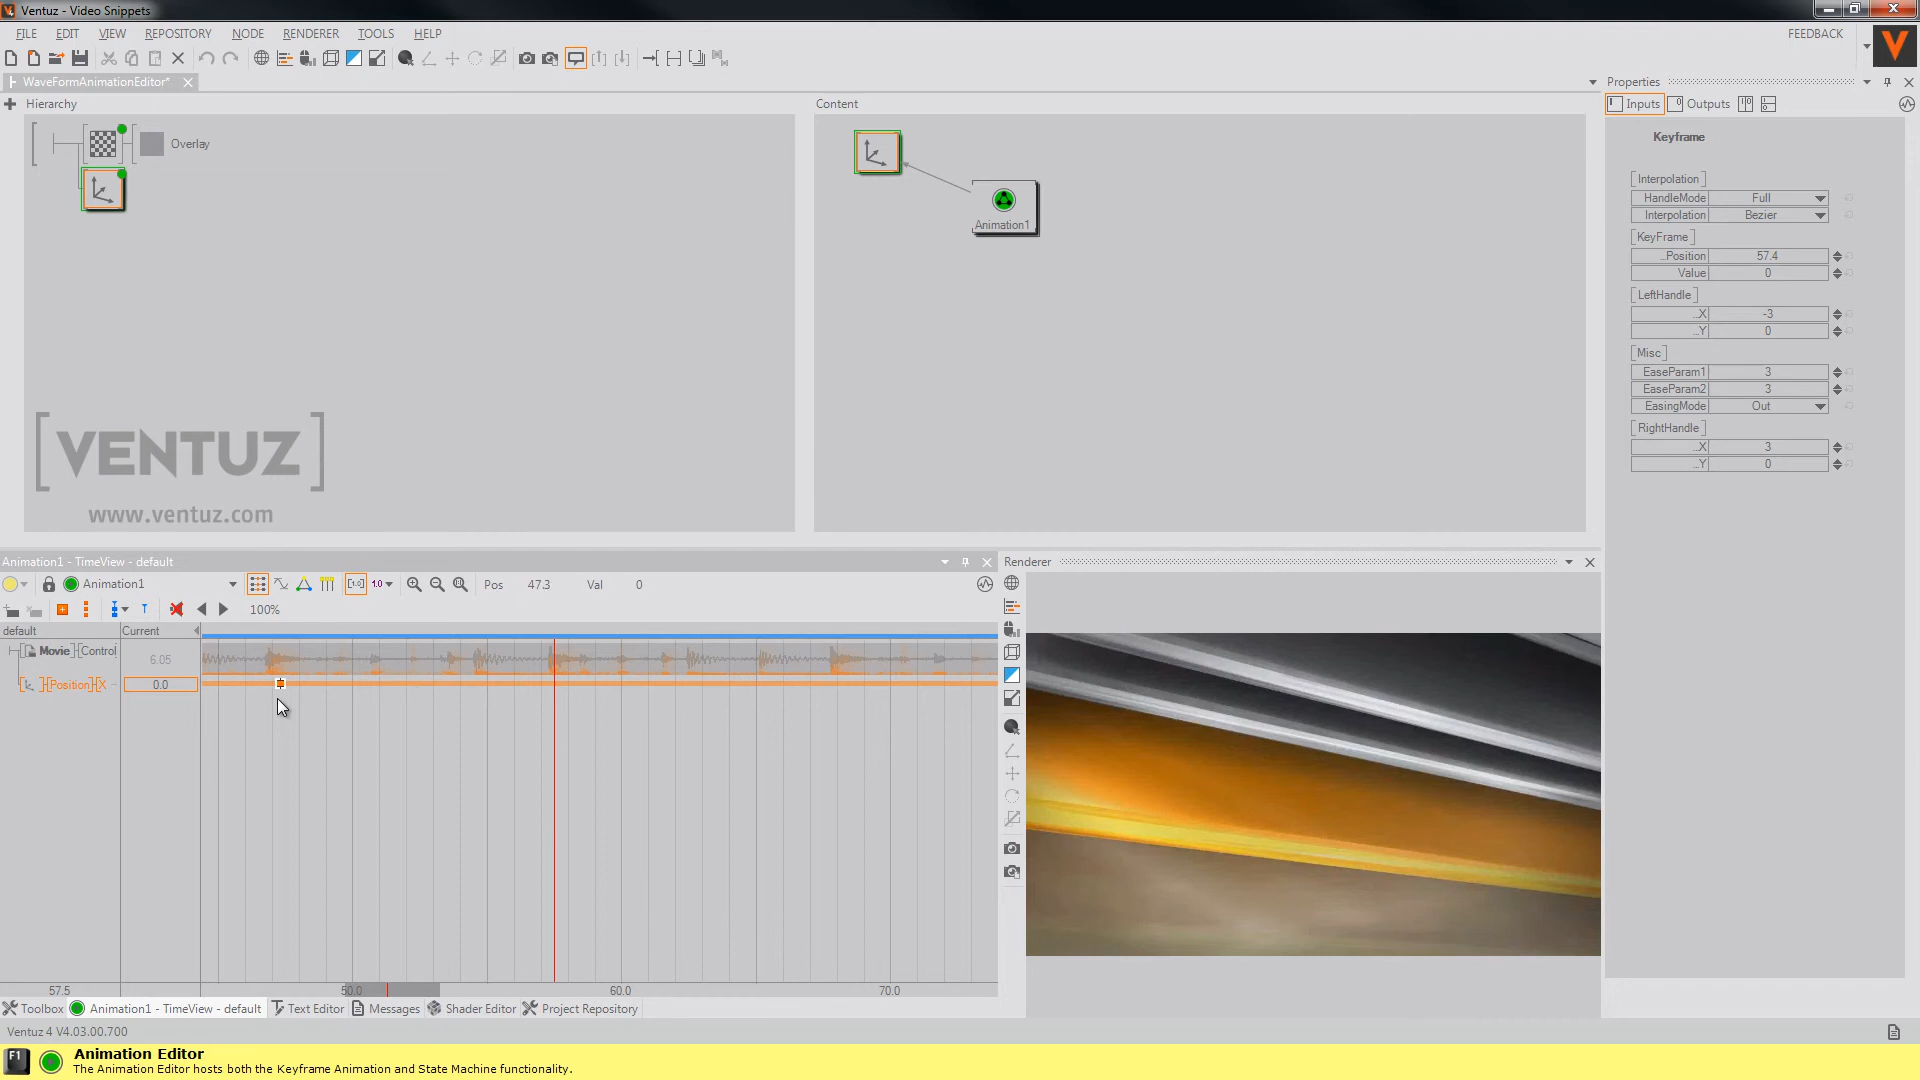 Ventuz - Video Snippets
FILE EDIT VIEW REPOSITORY NODE RENDERER TOOLS HELP
FEEDBACK
WaveFormAnimationEditor*
Properties
Hierarchy
Content
Inputs Outputs
Overlay
Keyframe
Animation1
Interpolation
HandleMode Full
Interpolation Bezier
KeyFrame
..Position 57.4
Value 0
LeftHandle
..X -3
..Y 0
Misc
EaseParam1 3
EaseParam2 3
EasingMode Out
RightHandle
..X 3
..Y 0
[VENTUZ]
www.ventuz.com
Animation1 - TimeView - default
Renderer
Animation1
1.0
Pos 47.3 Val 0
100%
default Current
Movie Control
6.05
Position X
0.0
57.5 50.0 60.0 70.0
Toolbox Animation1 - TimeView - default Text Editor Messages Shader Editor Project Repository
Ventuz 4 V4.03.00.700
F1 Animation Editor
The Animation Editor hosts both the Keyframe Animation and State Machine functionality.